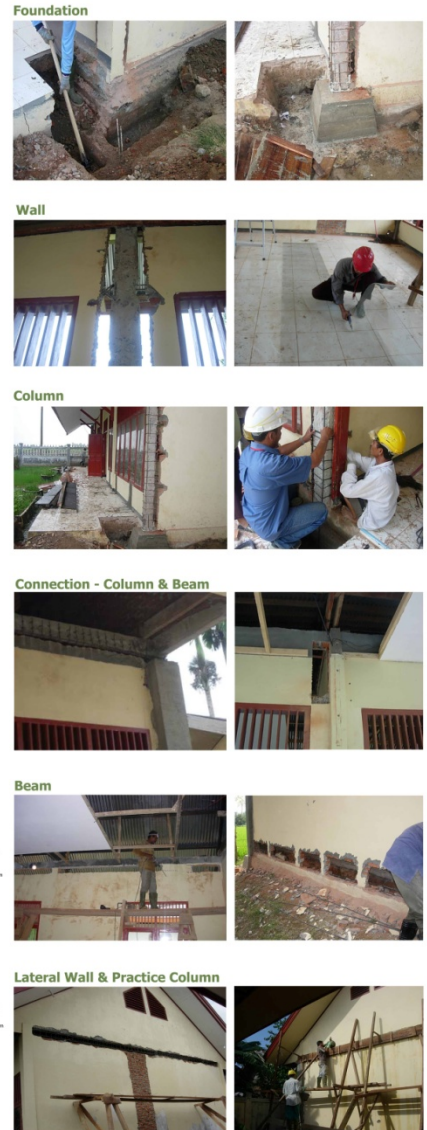 Foundation
Wall
Column
Connection - Column & Beam
Beam
Lateral Wall & Practice Column